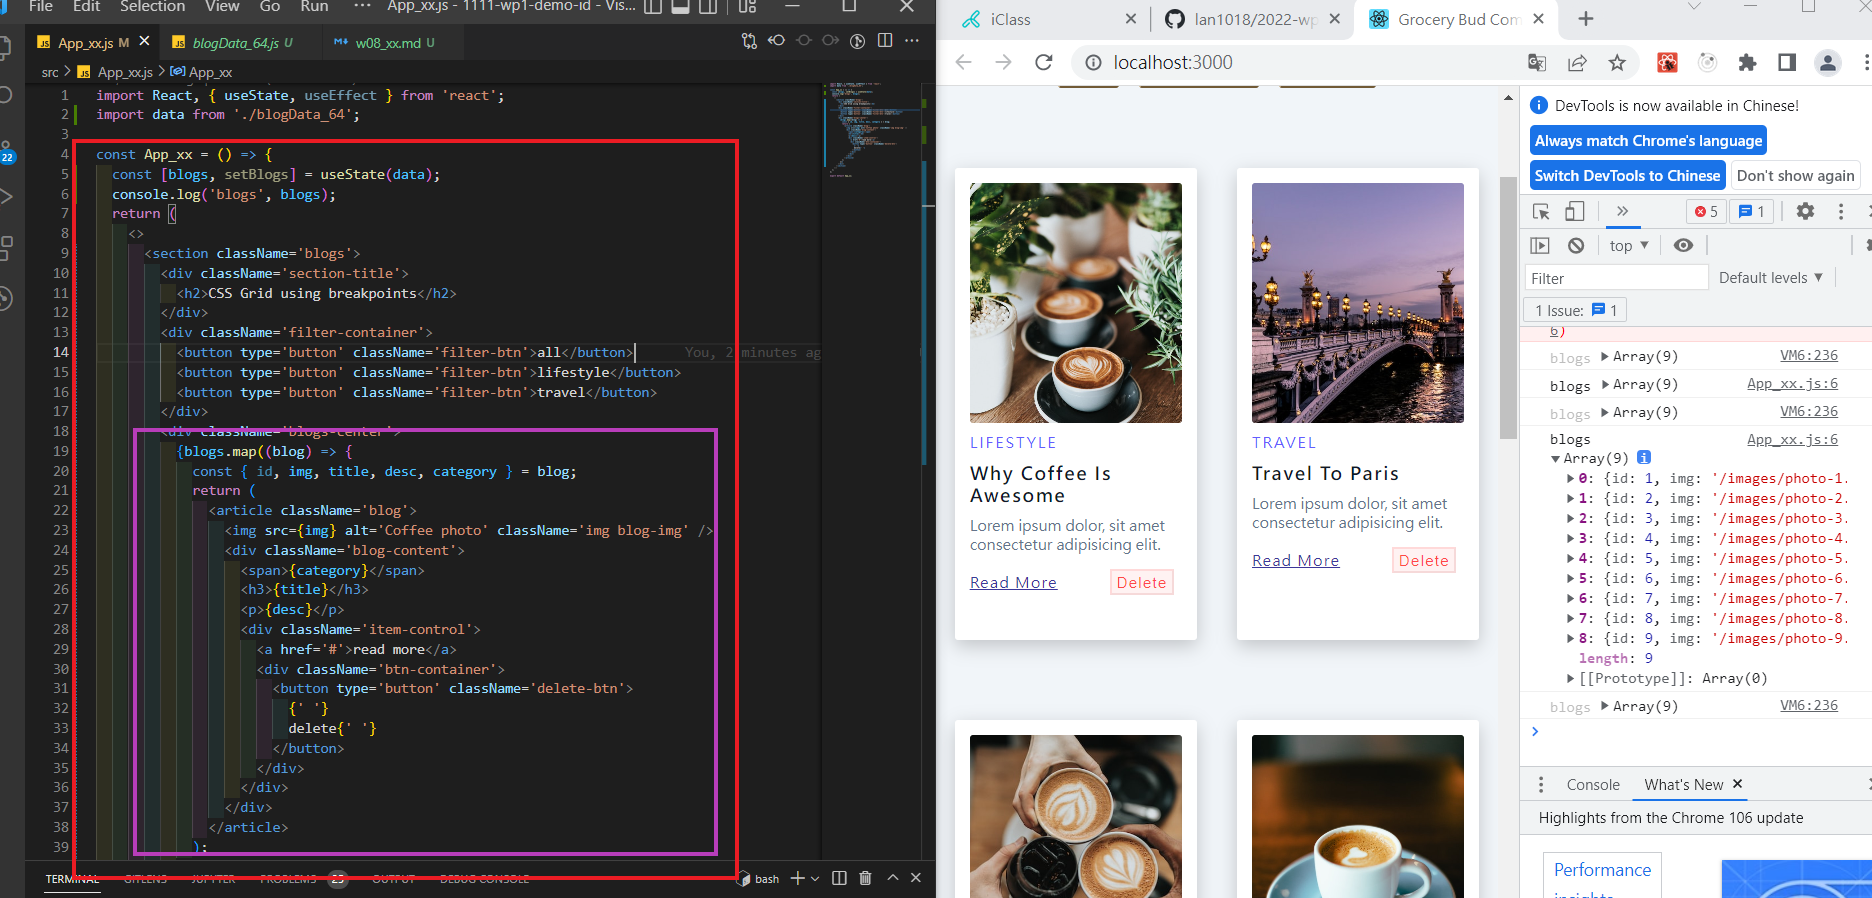 File Edit Selection View Go Run ··· App_xx.js - 1111-wp1-demo-id - Vis...
App_xx.js M
blogData_64.js U
w08_xx.md U
src > App_xx.js > App_xx
22
1 import React, { useState, useEffect } from 'react';
2 import data from './blogData_64';
3
4 const App_xx = () => {
5 const [blogs, setBlogs] = useState(data);
6 console.log('blogs', blogs);
7 return (
8 <>
9 <section className='blogs'>
10 <div className='section-title'>
11 <h2>CSS Grid using breakpoints</h2>
12 </div>
13 <div className='filter-container'>
14 <button type='button' className='filter-btn'>all</button> You, 2 minutes ag
15 <button type='button' className='filter-btn'>lifestyle</button>
16 <button type='button' className='filter-btn'>travel</button>
17 </div>
18 <div className='blogs-center'>
19 {blogs.map((blog) => {
20 const { id, img, title, desc, category } = blog;
21 return (
22 <article className='blog'>
23 <img src={img} alt='Coffee photo' className='img blog-img' />
24 <div className='blog-content'>
25 <span>{category}</span>
26 <h3>{title}</h3>
27 <p>{desc}</p>
28 <div className='item-control'>
29 <a href='#'>read more</a>
30 <div className='btn-container'>
31 <button type='button' className='delete-btn'>
32 {' '}
33 delete{' '}
34 </button>
35 </div>
36 </div>
37 </div>
38 </article>
39 );
TERMINAL GITLENS JUPYTER PROBLEMS 23 OUTPUT DEBUG CONSOLE
bash
iClass
lan1018/2022-wp
Grocery Bud Com
localhost:3000
LIFESTYLE
Why Coffee Is
Awesome
Lorem ipsum dolor, sit amet
consectetur adipisicing elit.
Read More
Delete
TRAVEL
Travel To Paris
Lorem ipsum dolor, sit amet
consectetur adipisicing elit.
Read More
Delete
DevTools is now available in Chinese!
Always match Chrome's language
Switch DevTools to Chinese
Don't show again
5
1
top ▼
Filter
Default levels ▼
1 Issue: 1
6)
blogs ▶Array(9) VM6:236
blogs ▶Array(9) App_xx.js:6
blogs ▶Array(9) VM6:236
blogs App_xx.js:6
▼Array(9)
▶0: {id: 1, img: '/images/photo-1.
▶1: {id: 2, img: '/images/photo-2.
▶2: {id: 3, img: '/images/photo-3.
▶3: {id: 4, img: '/images/photo-4.
▶4: {id: 5, img: '/images/photo-5.
▶5: {id: 6, img: '/images/photo-6.
▶6: {id: 7, img: '/images/photo-7.
▶7: {id: 8, img: '/images/photo-8.
▶8: {id: 9, img: '/images/photo-9.
length: 9
▶[[Prototype]]: Array(0)
blogs ▶Array(9) VM6:236
Console
What's New
Highlights from the Chrome 106 update
Performance
insights